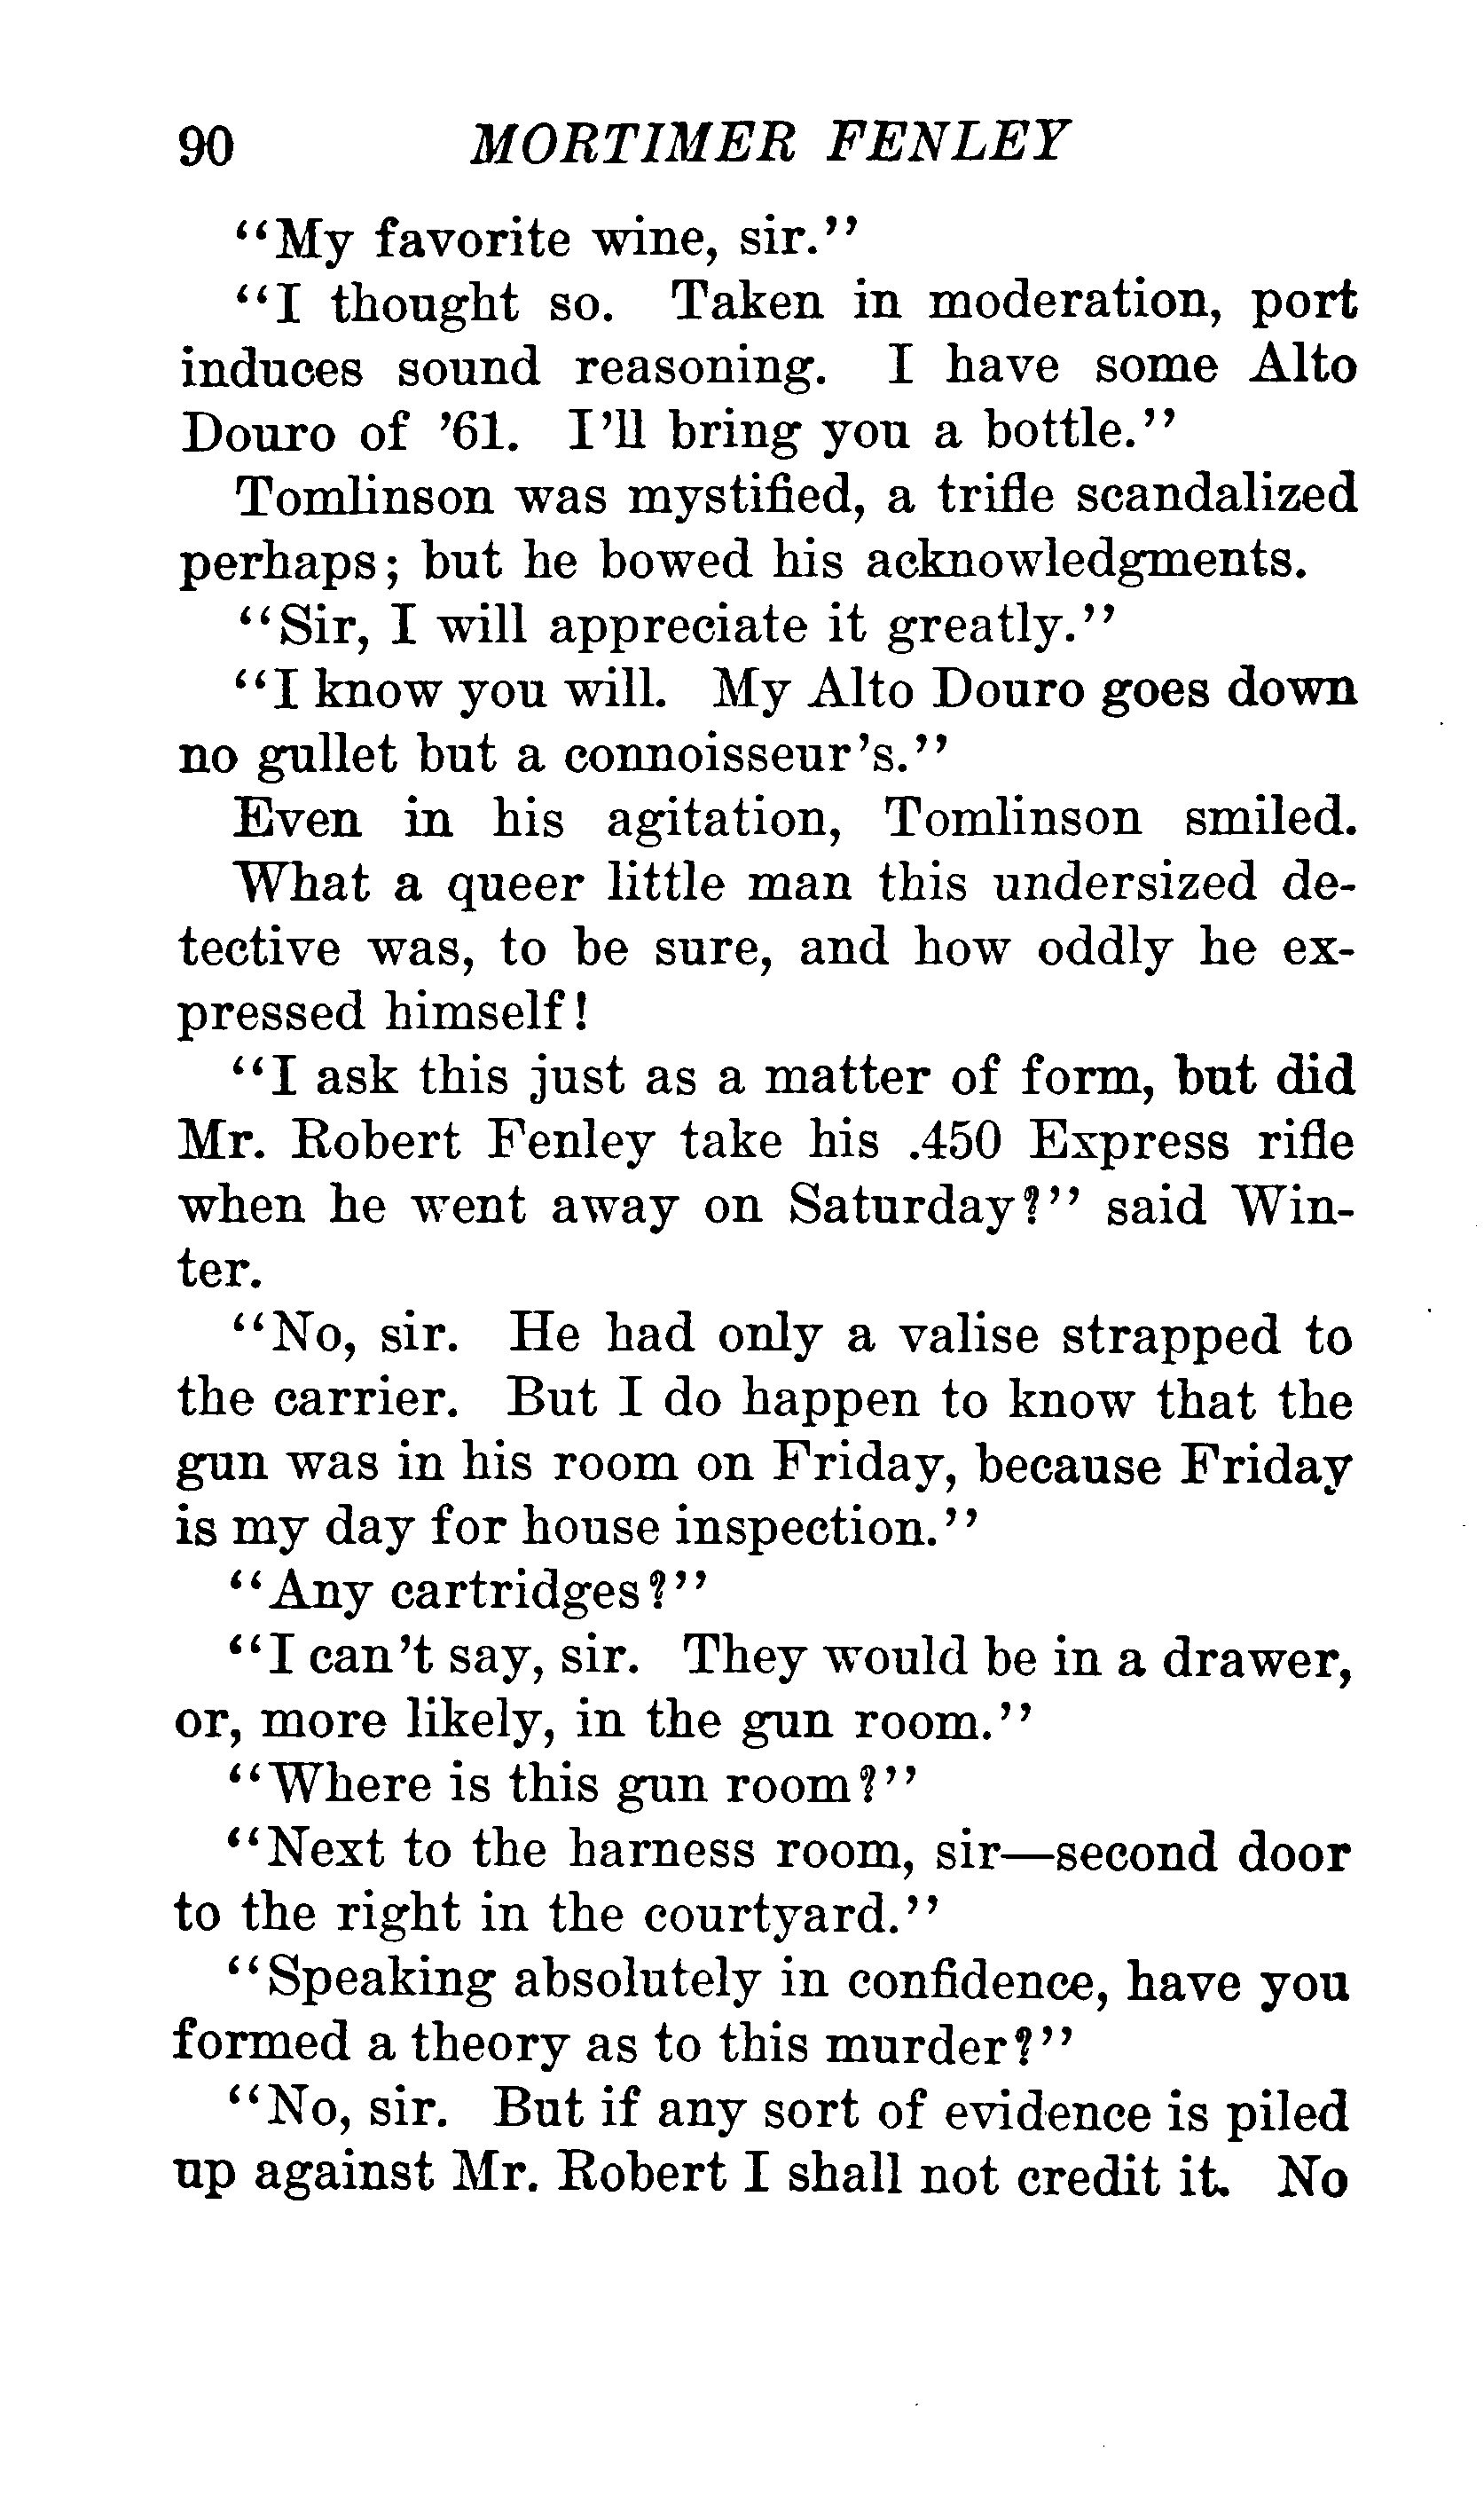 90 MORTIMER FENLEY
"My favorite wine, sir."
"I thought so. Taken in moderation, port
induces sound reasoning. I have some Alto
Douro of '61. I'll bring you a bottle."
Tomlinson was mystified, a trifle scandalized
perhaps; but he bowed his acknowledgments.
"Sir, I will appreciate it greatly."
"I know you will. My Alto Douro goes down
no gullet but a connoisseur's."
Even in his agitation, Tomlinson smiled.
What a queer little man this undersized de-
tective was, to be sure, and how oddly he ex-
pressed himself!
"I ask this just as a matter of form, but did
Mr. Robert Fenley take his .450 Express rifle
when he went away on Saturday?" said Win-
ter.
"No, sir. He had only a valise strapped to
the carrier. But I do happen to know that the
gun was in his room on Friday, because Friday
is my day for house inspection."
"Any cartridges?"
"I can't say, sir. They would be in a drawer,
or, more likely, in the gun room."
"Where is this gun room?"
"Next to the harness room, sir—second door
to the right in the courtyard."
"Speaking absolutely in confidence, have you
formed a theory as to this murder?"
"No, sir. But if any sort of evidence is piled
up against Mr. Robert I shall not credit it. No